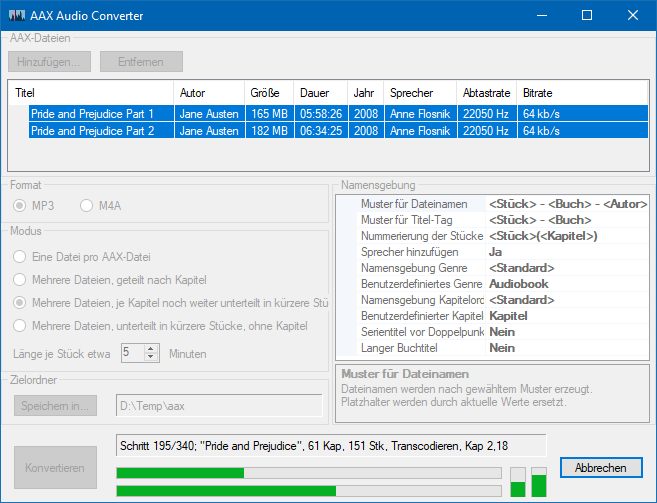 AAX Audio Converter
AAX-Dateien
Hinzufügen... Entfernen
Titel Autor Größe Dauer Jahr Sprecher Abtastrate Bitrate
Pride and Prejudice Part 1 Jane Austen 165 MB 05:58:26 2008 Anne Flosnik 22050 Hz 64 kb/s
Pride and Prejudice Part 2 Jane Austen 182 MB 06:34:25 2008 Anne Flosnik 22050 Hz 64 kb/s
Format
MP3 M4A
Modus
Eine Datei pro AAX-Datei
Mehrere Dateien, geteilt nach Kapitel
Mehrere Dateien, je Kapitel noch weiter unterteilt in kürzere Stü
Mehrere Dateien, unterteilt in kürzere Stücke, ohne Kapitel
Länge je Stück etwa 5 Minuten
Zielordner
Speichern in... D:\Temp\aax
Namensgebung
Muster für Dateinamen <Stück> - <Buch> - <Autor>
Muster für Titel-Tag <Stück> - <Buch>
Nummerierung der Stücke <Stück>(<Kapitel>)
Sprecher hinzufügen Ja
Namensgebung Genre <Standard>
Benutzerdefiniertes Genre Audiobook
Namensgebung Kapitelord <Standard>
Benutzerdefinierter Kapitel Kapitel
Serientitel vor Doppelpunk Nein
Langer Buchtitel Nein
Muster für Dateinamen
Dateinamen werden nach gewähltem Muster erzeugt.
Platzhalter werden durch aktuelle Werte ersetzt.
Konvertieren
Schritt 195/340; "Pride and Prejudice", 61 Kap, 151 Stk, Transcodieren, Kap 2,18
Abbrechen